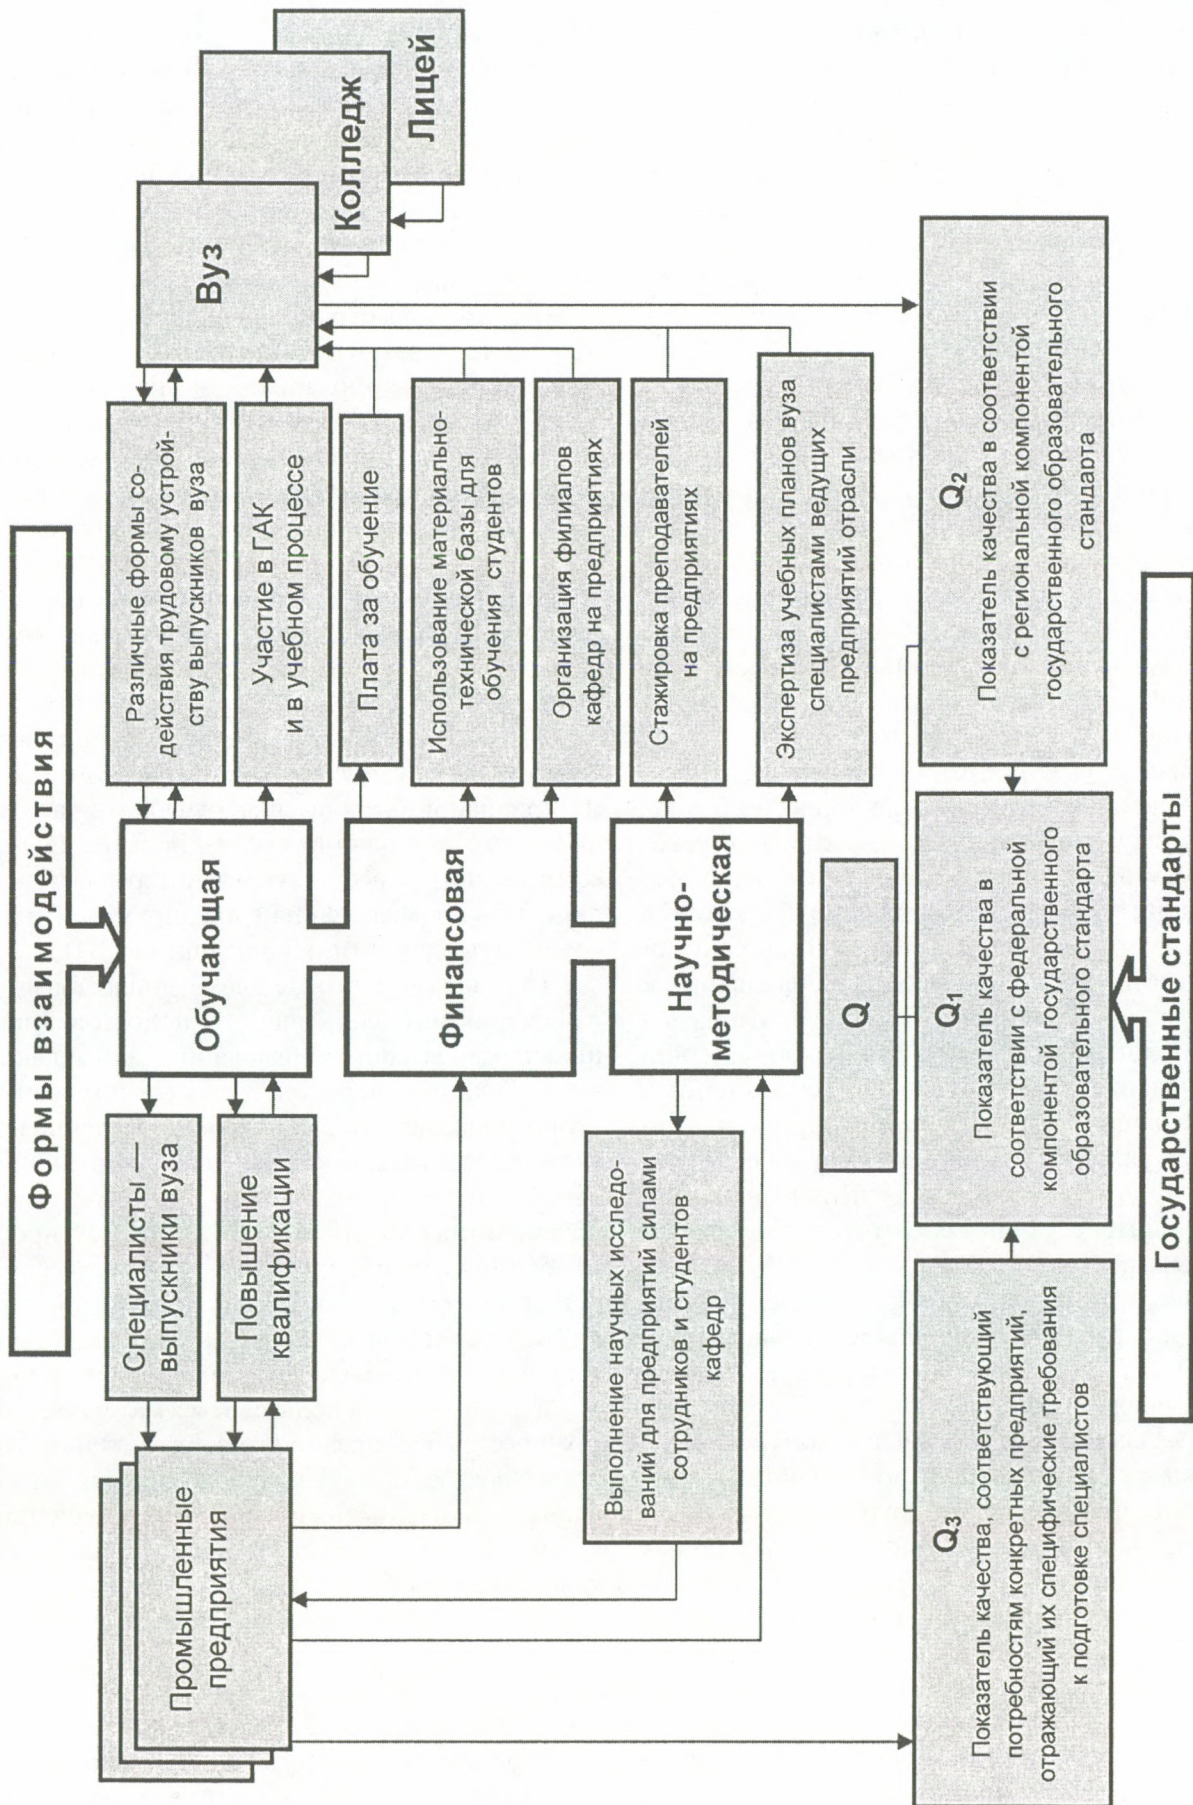 Формы взаимодействия
Промышленные
предприятия
Специалисты —
выпускники вуза
Повышение
квалификации
Обучающая
Финансовая
Научно-
методическая
Различные формы со-
действия трудовому устрой-
ству выпускников вуза
Участие в ГАК
и в учебном процессе
Плата за обучение
Использование материально-
технической базы для
обучения студентов
Организация филиалов
кафедр на предприятиях
Стажировка преподавателей
на предприятиях
Экспертиза учебных планов вуза
специалистами ведущих
предприятий отрасли
Вуз
Колледж
Лицей
Выполнение научных исследо-
ваний для предприятий силами
сотрудников и студентов
кафедр
Q
Q3
Показатель качества, соответствующий
потребностям конкретных предприятий,
отражающий их специфические требования
к подготовке специалистов
Q1
Показатель качества в
соответствии с федеральной
компонентой государственного
образовательного стандарта
Q2
Показатель качества в соответствии
с региональной компонентой
государственного образовательного
стандарта
Государственные стандарты